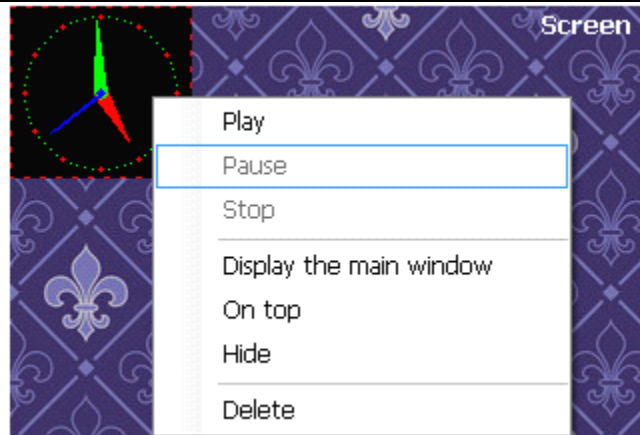 Screen
Play
Pause
Stop
Display the main window
On top
Hide
Delete